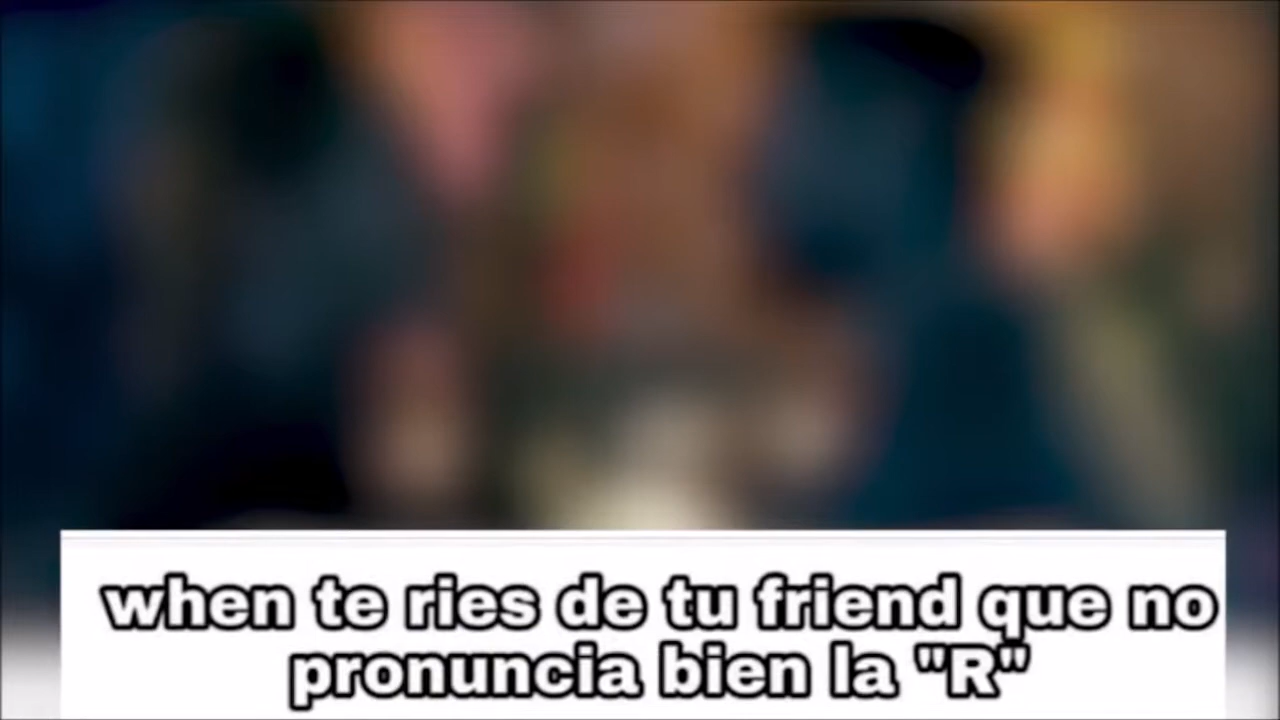 when te ries de tu friend que no
pronuncia bien la "R"